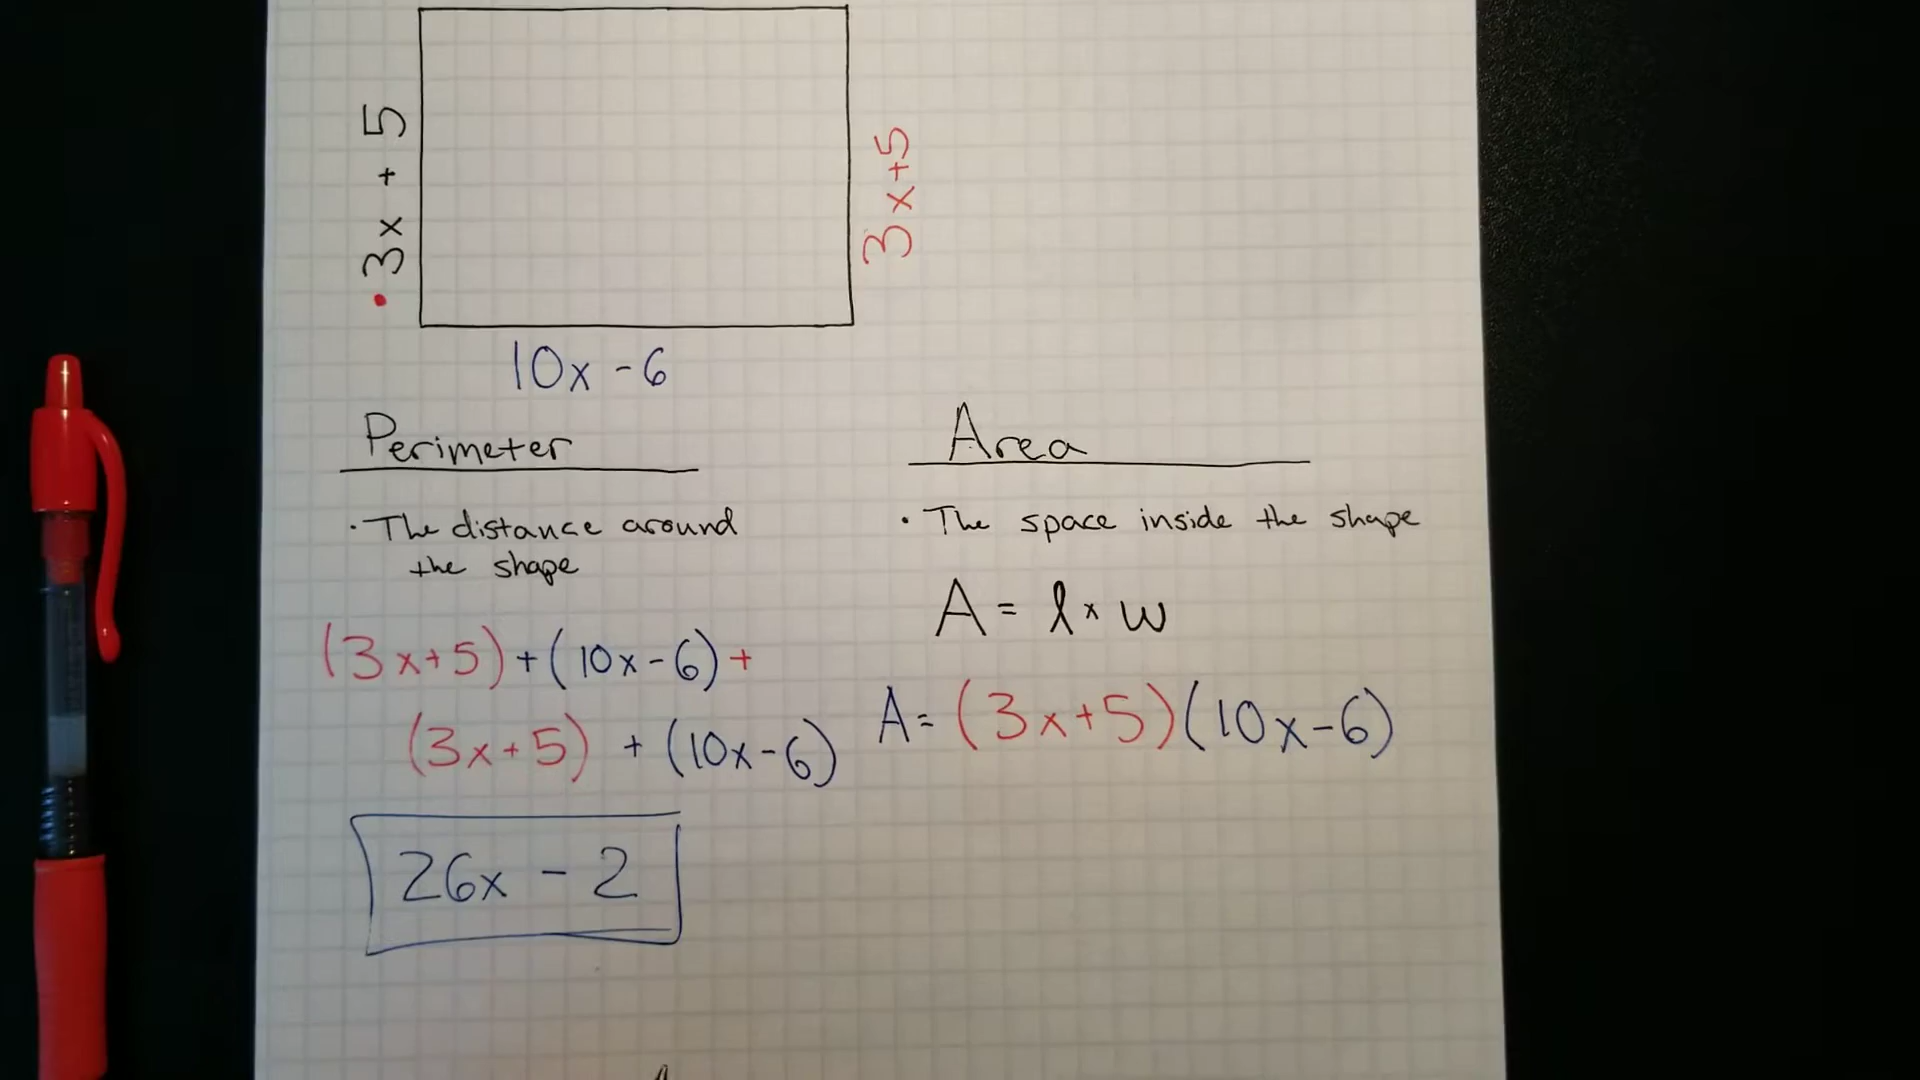 3x + 5
3x+5
10x - 6
Perimeter
· The distance around
the shape
(3x+5)+(10x-6)+
(3x+5) + (10x-6)
26x - 2
Area
· The space inside the shape
A = l x w
A= (3x+5)(10x-6)